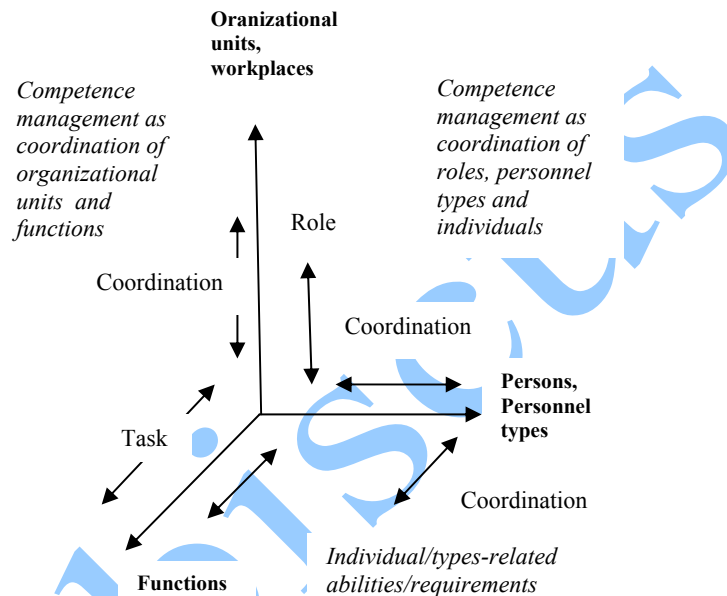 Oranizational
units,
workplaces
Competence
management as
coordination of
organizational
units and
functions
Competence
management as
coordination of
roles, personnel
types and
individuals
Role
Coordination
Coordination
Persons,
Personnel
types
Task
Coordination
Individual/types-related
abilities/requirements
Functions